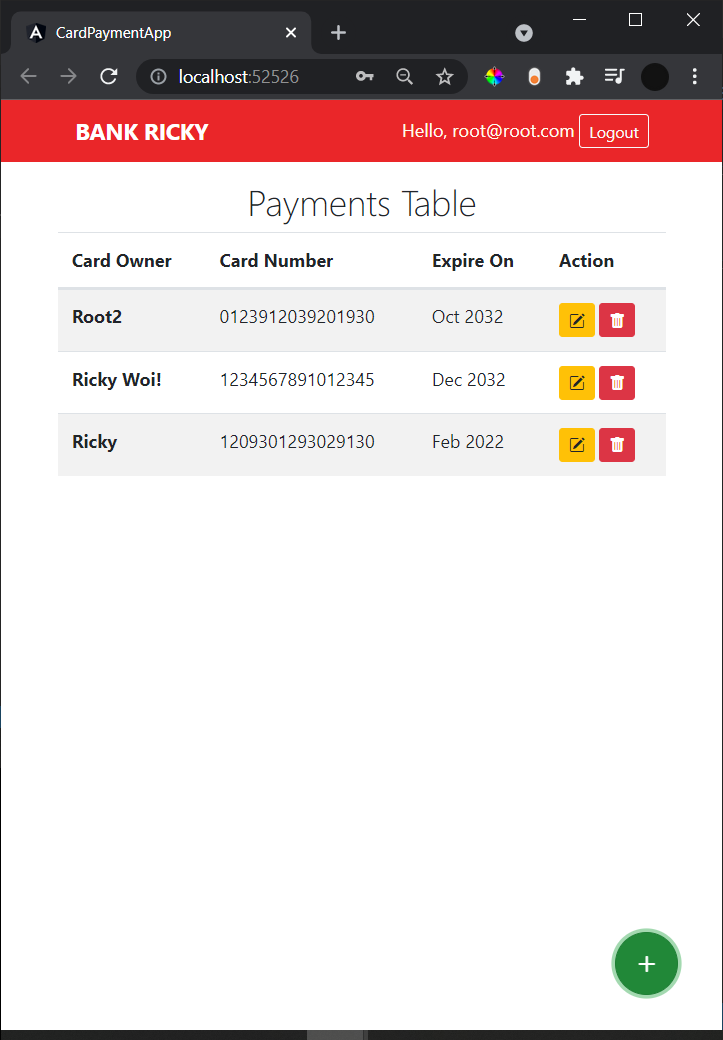 CardPaymentApp
localhost:52526
BANK RICKY Hello, root@root.com Logout
Payments Table
Card Owner Card Number Expire On Action
Root2 0123912039201930 Oct 2032
Ricky Woi! 1234567891012345 Dec 2032
Ricky 1209301293029130 Feb 2022